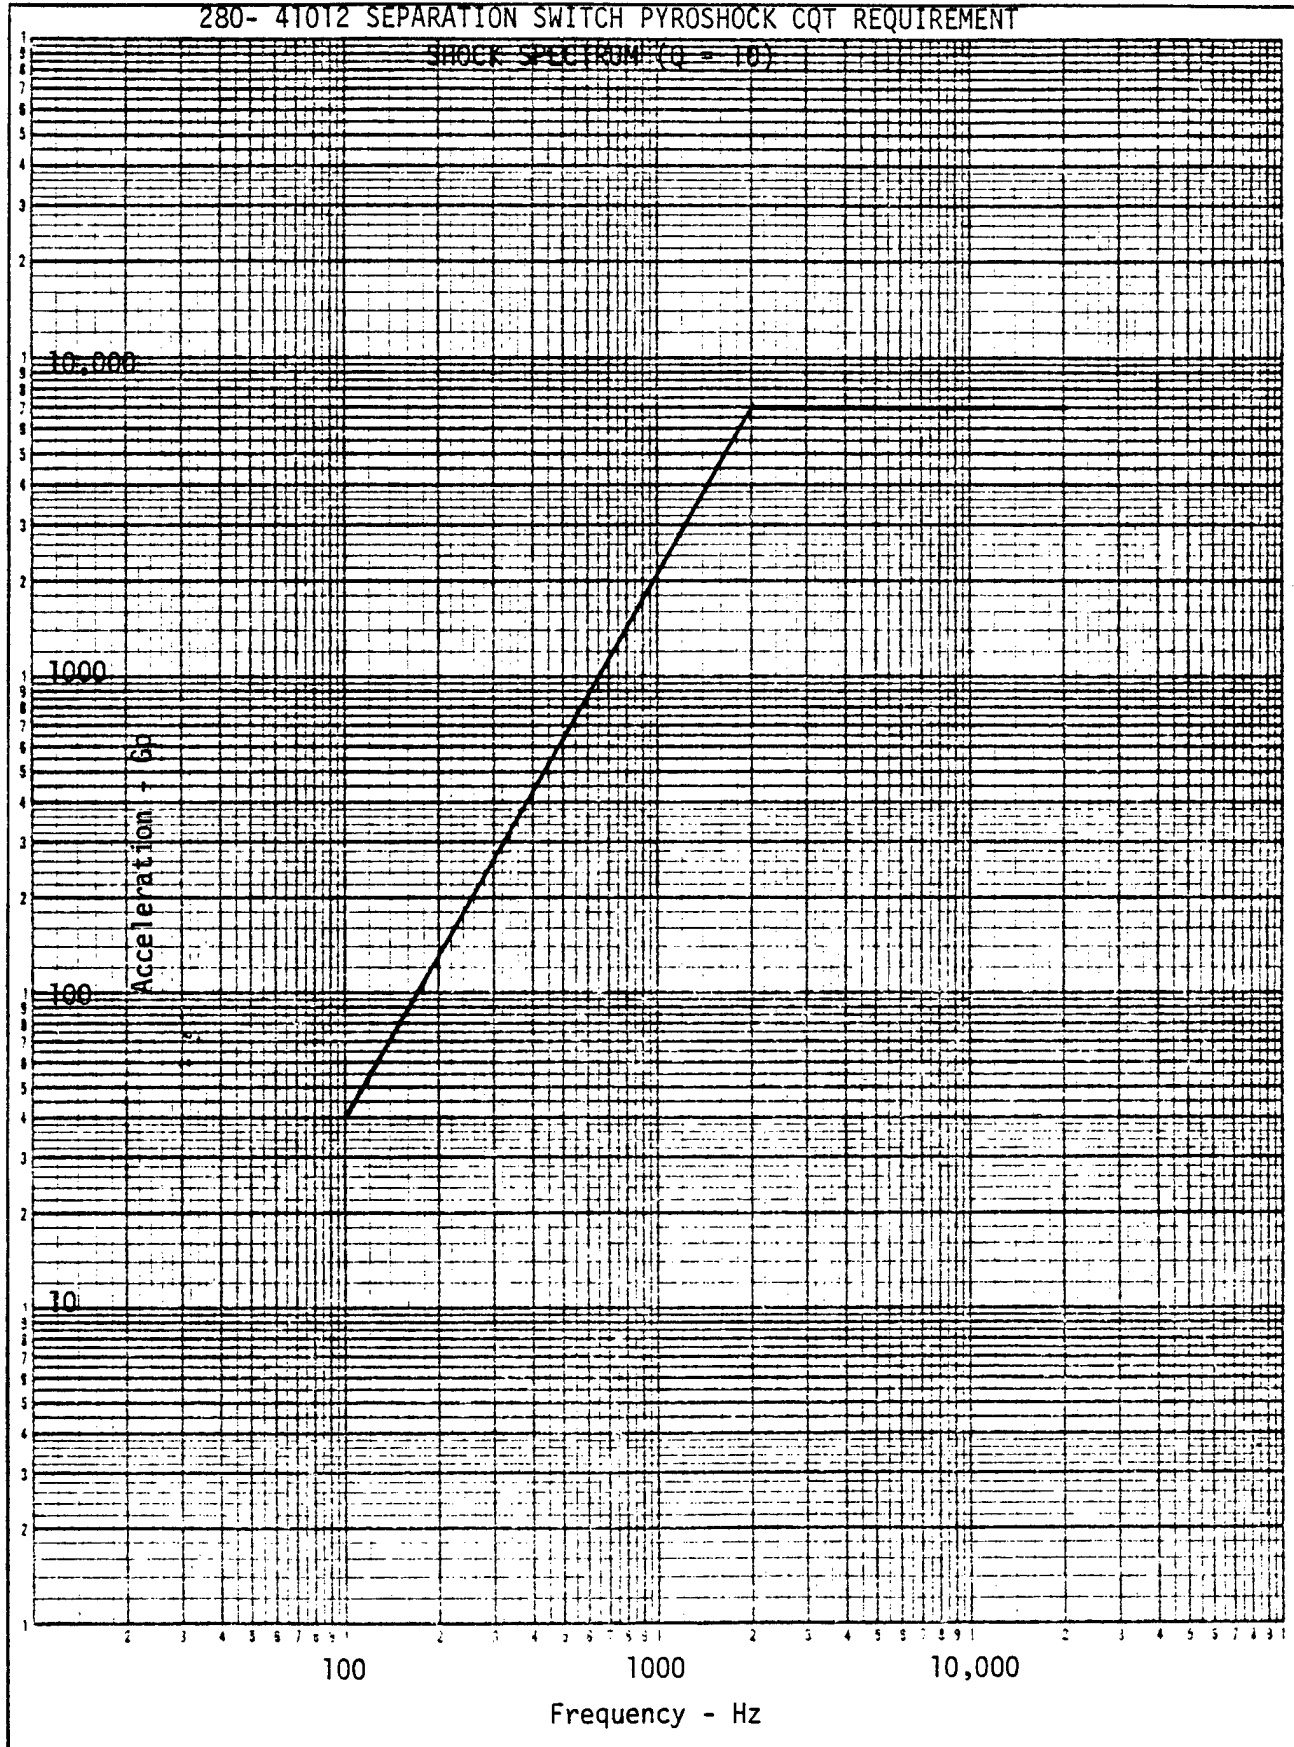 280- 41012 SEPARATION SWITCH PYROSHOCK CQT REQUIREMENT
SHOCK SPECTRUM (Q = 10)
10,000
1000
100
10
Acceleration - Gp
100 1000 10,000
Frequency - Hz